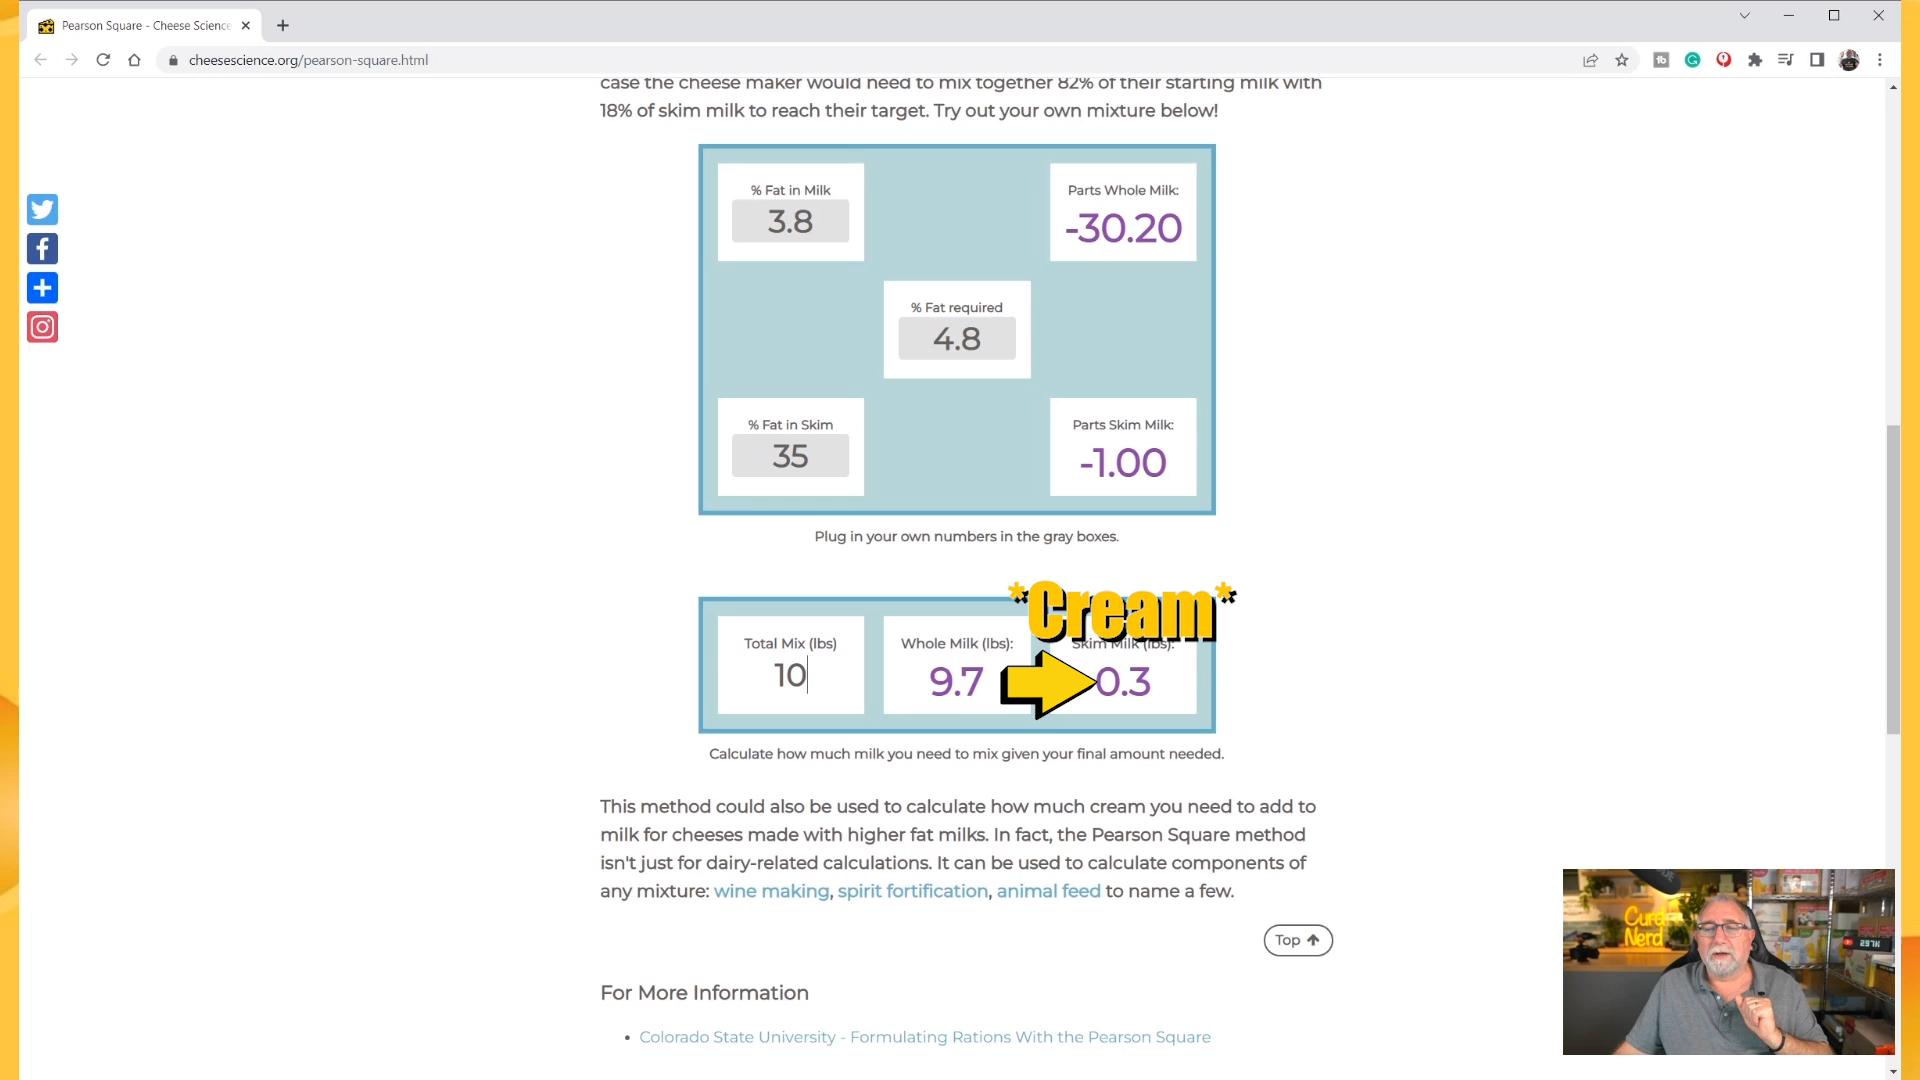 Pearson Square - Cheese Science
cheesescience.org/pearson-square.html
case the cheese maker would need to mix together 82% of their starting milk with
18% of skim milk to reach their target. Try out your own mixture below!
% Fat in Milk
3.8
Parts Whole Milk:
-30.20
% Fat required
4.8
% Fat in Skim
35
Parts Skim Milk:
-1.00
Plug in your own numbers in the gray boxes.
*Cream*
Total Mix (lbs)
10
Whole Milk (lbs):
9.7
Skim Milk (lbs):
0.3
Calculate how much milk you need to mix given your final amount needed.
This method could also be used to calculate how much cream you need to add to
milk for cheeses made with higher fat milks. In fact, the Pearson Square method
isn't just for dairy-related calculations. It can be used to calculate components of
any mixture: wine making, spirit fortification, animal feed to name a few.
Top
For More Information
• Colorado State University - Formulating Rations With the Pearson Square
Curd
Nerd
297K